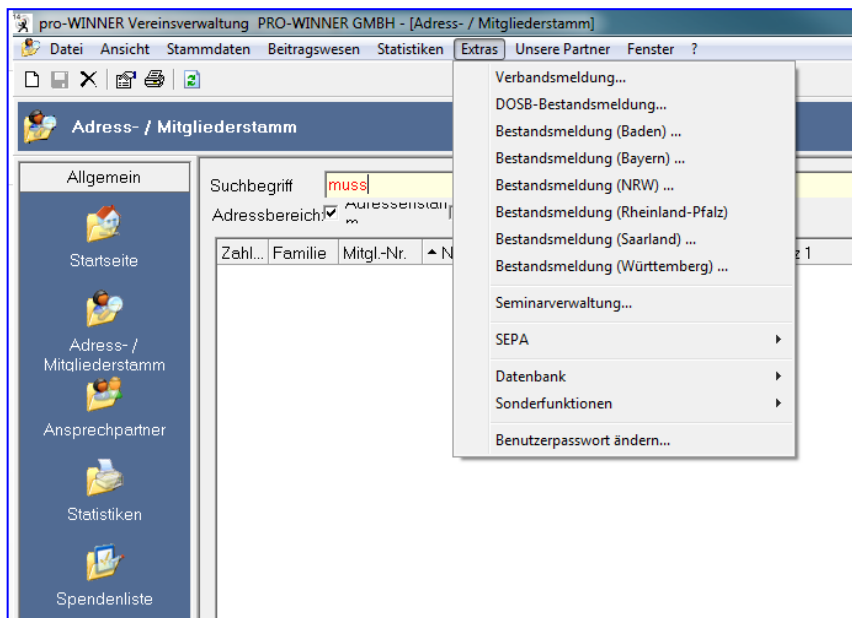 pro-WINNER Vereinsverwaltung PRO-WINNER GMBH - [Adress- / Mitgliederstamm]
Datei Ansicht Stammdaten Beitragswesen Statistiken Extras Unsere Partner Fenster ?
Adress- / Mitgliederstamm
Allgemein
Startseite
Adress- /
Mitgliederstamm
Ansprechpartner
Statistiken
Spendenliste
Suchbegriff muss
Adressbereich:
Zahl... Familie Mitgl.-Nr. N
Verbandsmeldung...
DOSB-Bestandsmeldung...
Bestandsmeldung (Baden) ...
Bestandsmeldung (Bayern) ...
Bestandsmeldung (NRW) ...
Bestandsmeldung (Rheinland-Pfalz)
Bestandsmeldung (Saarland) ...
Bestandsmeldung (Württemberg) ...
Seminarverwaltung...
SEPA
Datenbank
Sonderfunktionen
Benutzerpasswort ändern...